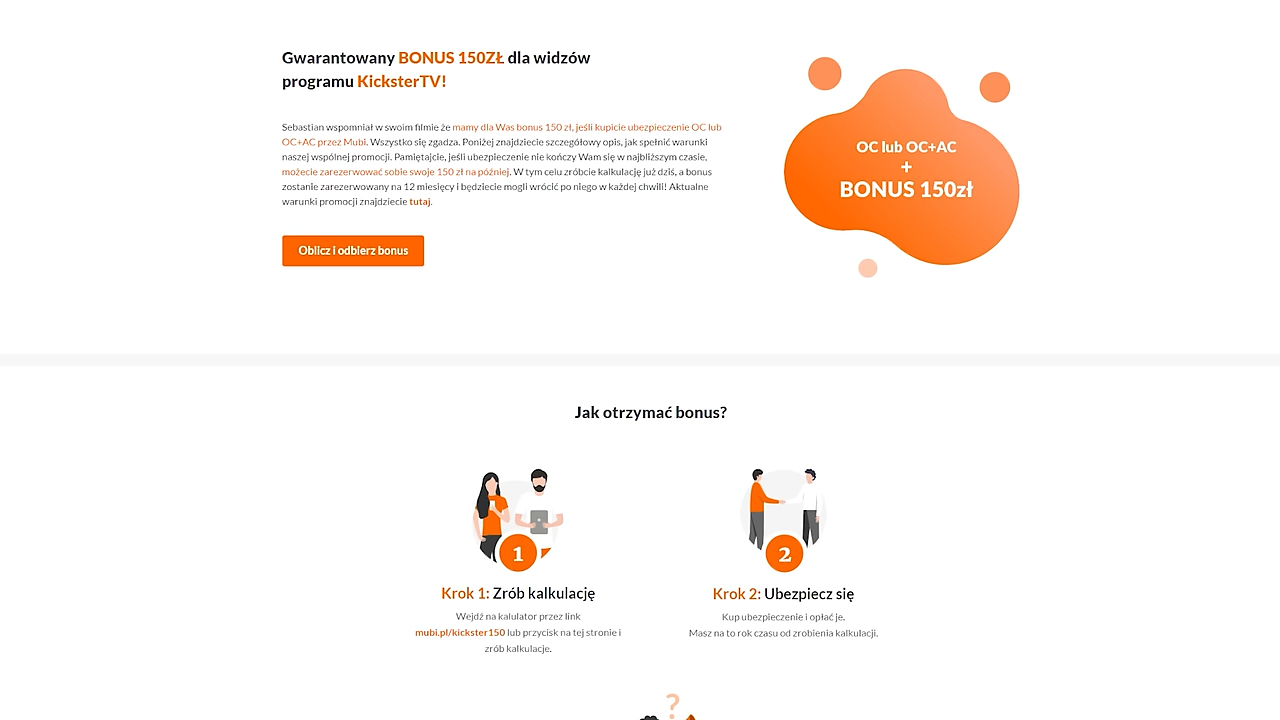 Gwarantowany BONUS 150ZŁ dla widzów
programu KicksterTV!
Sebastian wspomniał w swoim filmie że mamy dla Was bonus 150 zł, jeśli kupicie ubezpieczenie OC lub
OC+AC przez Mubi. Wszystko się zgadza. Poniżej znajdziecie szczegółowy opis, jak spełnić warunki
naszej wspólnej promocji. Pamiętajcie, jeśli ubezpieczenie nie kończy Wam się w najbliższym czasie,
możecie zarezerwować sobie swoje 150 zł na później. W tym celu zróbcie kalkulację już dziś, a bonus
zostanie zarezerwowany na 12 miesięcy i będziecie mogli wrócić po niego w każdej chwili! Aktualne
warunki promocji znajdziecie tutaj.
Oblicz i odbierz bonus
OC lub OC+AC
+
BONUS 150zł
Jak otrzymać bonus?
1
Krok 1: Zrób kalkulację
Wejdź na kalulator przez link
mubi.pl/kickster150 lub przycisk na tej stronie i
zrób kalkulacje.
2
Krok 2: Ubezpiecz się
Kup ubezpieczenie i opłać je.
Masz na to rok czasu od zrobienia kalkulacji.
?